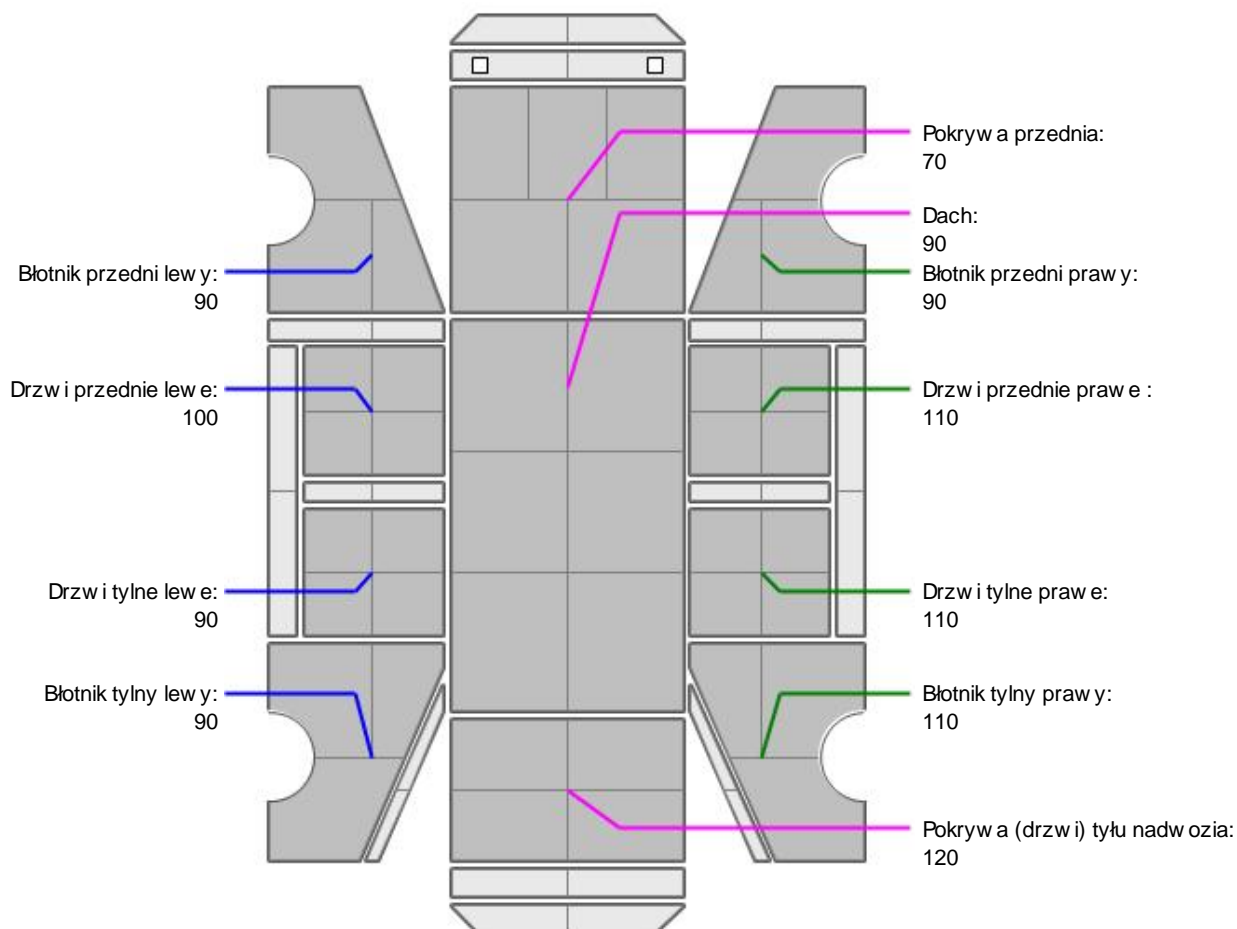 Pokrywa przednia:
70
Dach:
90
Błotnik przedni lewy:
90
Błotnik przedni prawy:
90
Drzwi przednie lewe:
100
Drzwi przednie prawe :
110
Drzwi tylne lewe:
90
Drzwi tylne prawe:
110
Błotnik tylny lewy:
90
Błotnik tylny prawy:
110
Pokrywa (drzwi) tyłu nadwozia:
120